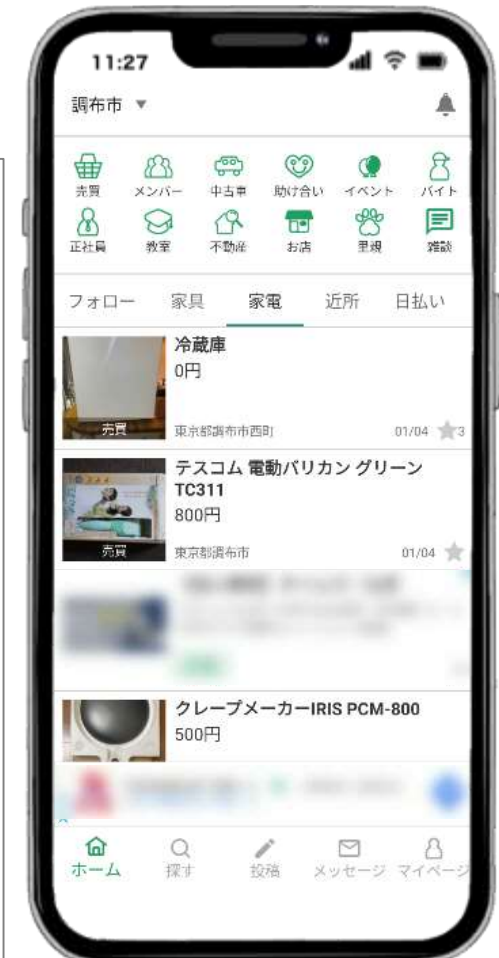 11:27
調布市 ▼
売買 メンバー 中古車 助け合い イベント バイト
正社員 教室 不動産 お店 里親 雑談
フォロー 家具 家電 近所 日払い
冷蔵庫
0円
売買 東京都調布市西町 01/04 ★3
テスコム 電動バリカン グリーン
TC311
800円
売買 東京都調布市 01/04 ★
クレープメーカーIRIS PCM-800
500円
ホーム 探す 投稿 メッセージ マイページ